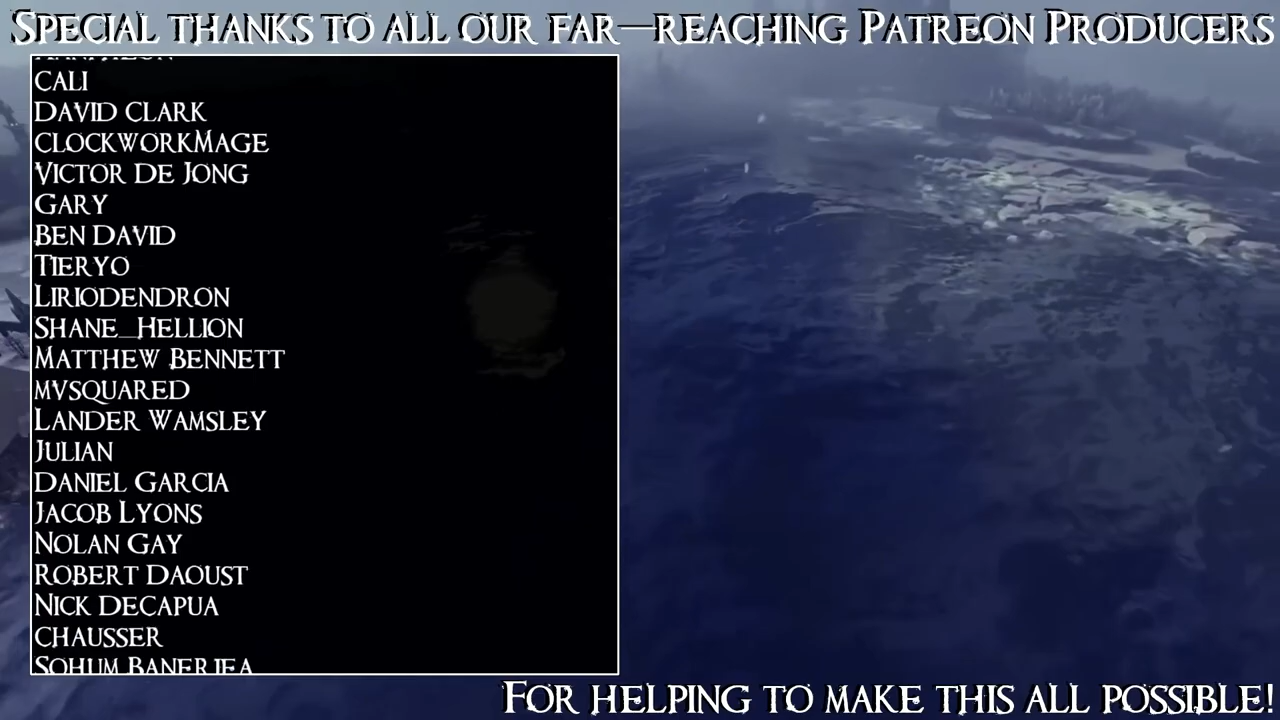 Special thanks to all our far—reaching Patreon Producers
Cali
David Clark
ClockworkMage
Victor De Jong
Gary
Ben David
Tieryo
Liriodendron
Shane_Hellion
Matthew Bennett
mvsquared
Lander Wamsley
Julian
Daniel Garcia
Jacob Lyons
Nolan Gay
Robert Daoust
Nick DeCapua
chausser
Sohum Banerjea
For helping to make this all possible!